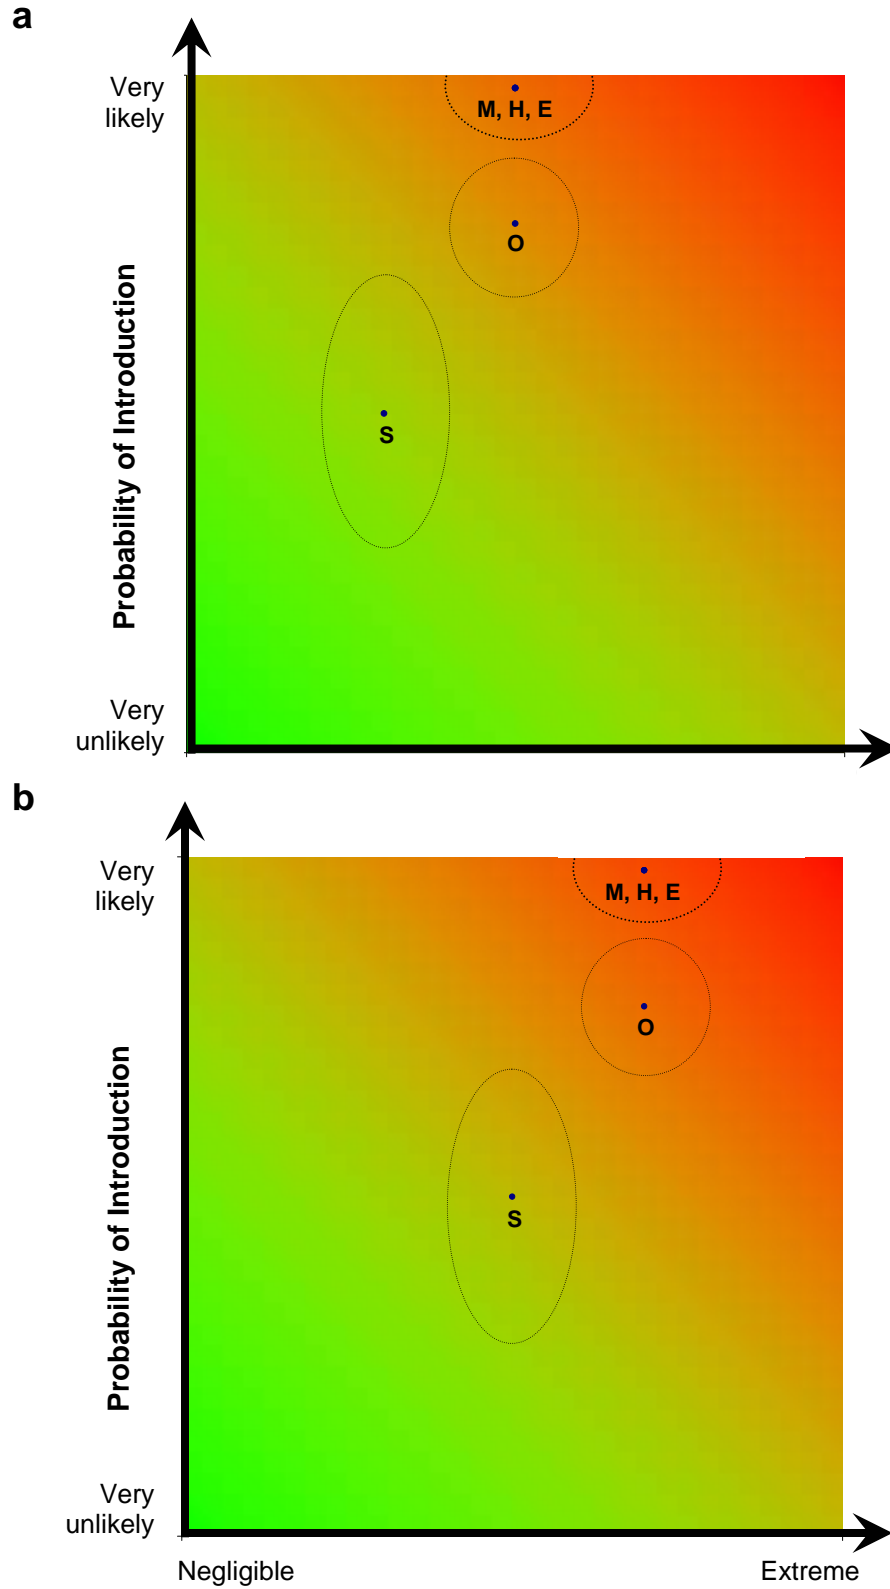 a
Very
likely
M, H, E
O
Probability of Introduction
S
Very
unlikely
b
Very
likely
M, H, E
O
Probability of Introduction
S
Very
unlikely
Negligible
Extreme